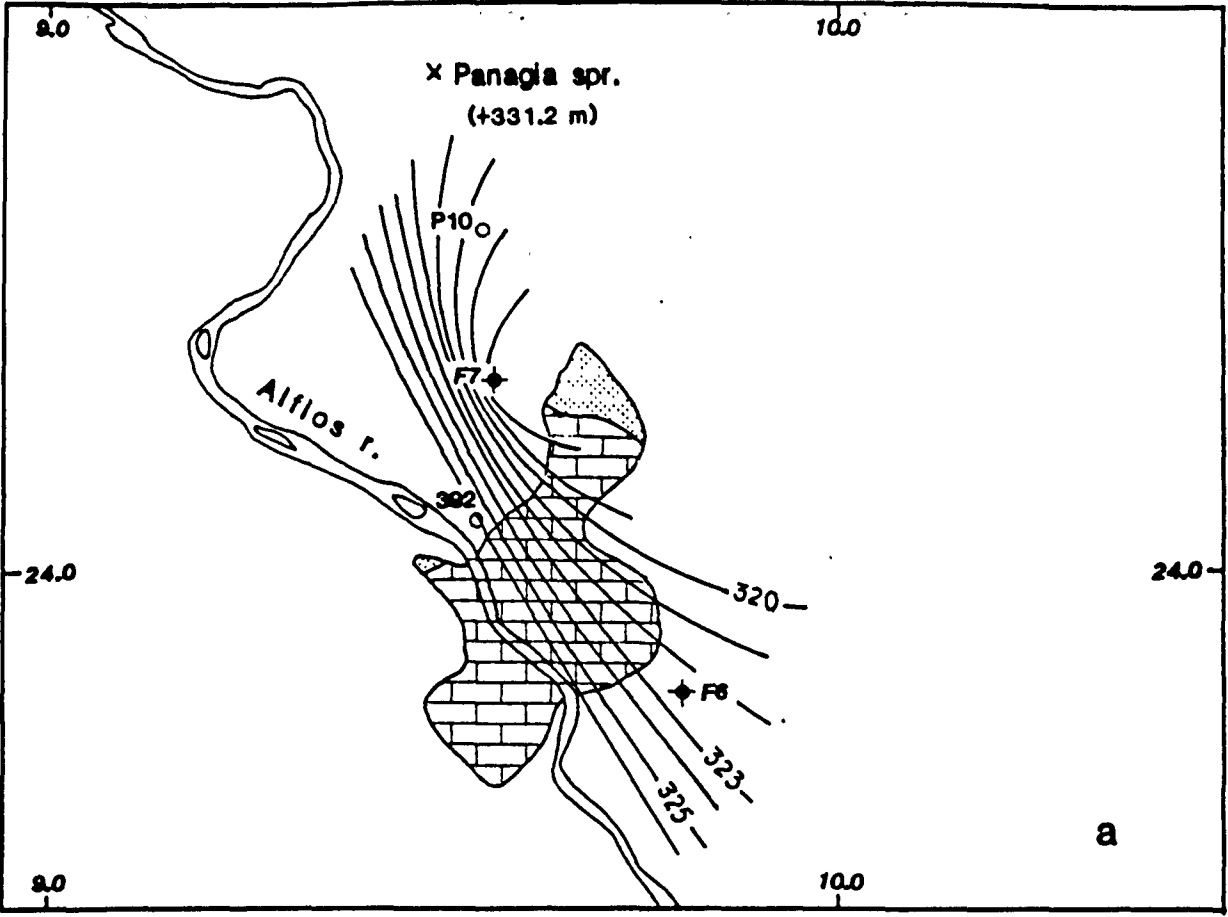 9.0 10.0
x Panagia spr.
(+331.2 m)
P10
F7
Alfios r.
392
24.0 24.0
320
F6
323
325
a
9.0 10.0